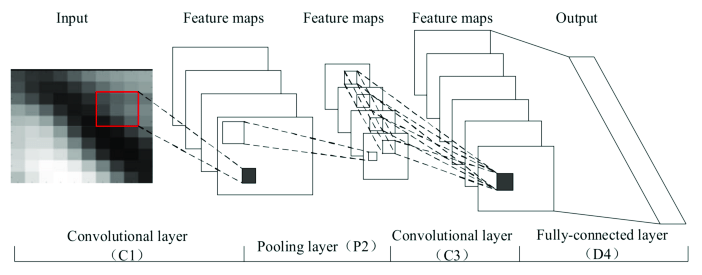 Input Feature maps Feature maps Feature maps Output
Convolutional layer
(C1)
Pooling layer (P2)
Convolutional layer
(C3)
Fully-connected layer
(D4)